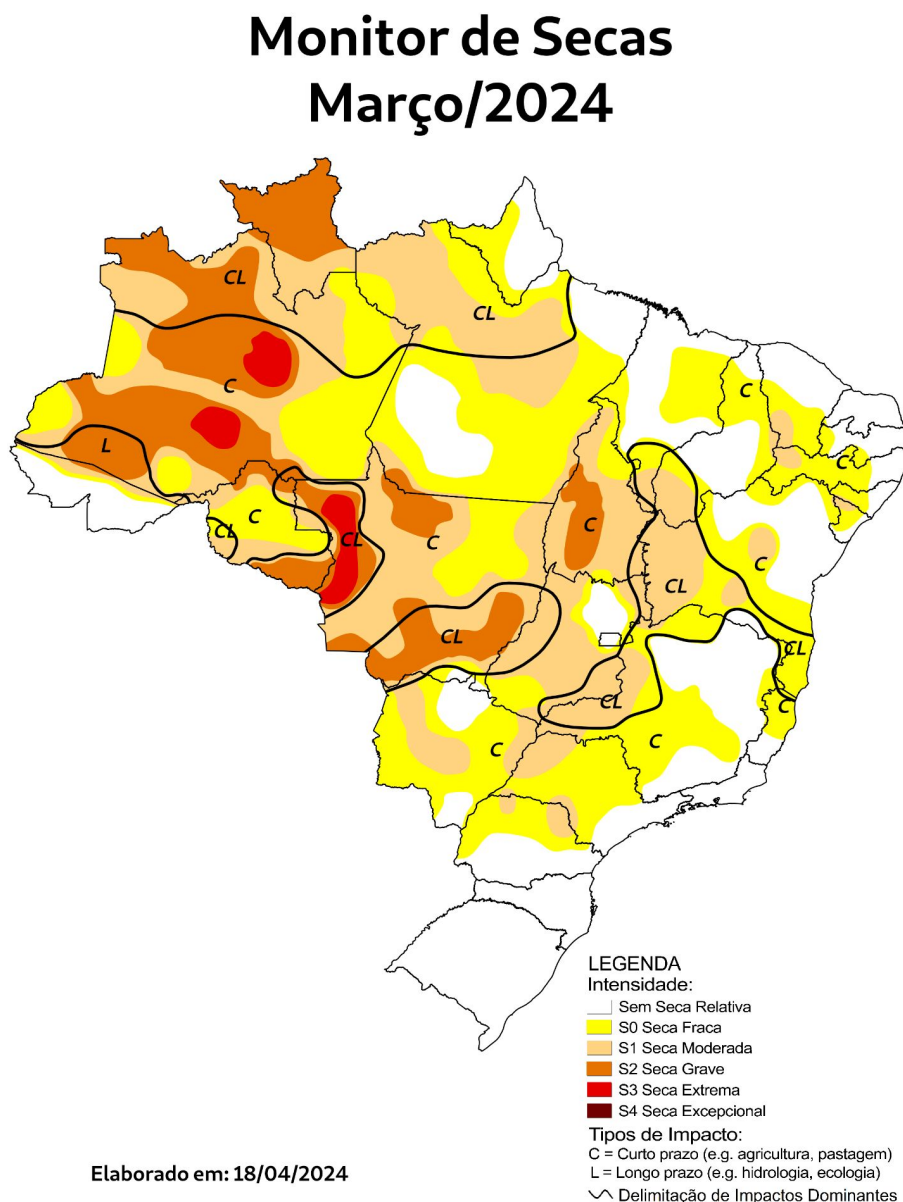 Monitor de Secas
Março/2024
CL
CL
C
L
C
C
CL
CL
C
C
C
C
CL
C
CL
CL
CL
C
C
C
LEGENDA
Intensidade:
Sem Seca Relativa
S0 Seca Fraca
S1 Seca Moderada
S2 Seca Grave
S3 Seca Extrema
S4 Seca Excepcional
Tipos de Impacto:
C = Curto prazo (e.g. agricultura, pastagem)
L = Longo prazo (e.g. hidrologia, ecologia)
Delimitação de Impactos Dominantes
Elaborado em: 18/04/2024